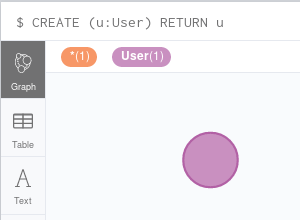 $ CREATE (u:User) RETURN u
*(1) User(1)
Graph
Table
A
Text